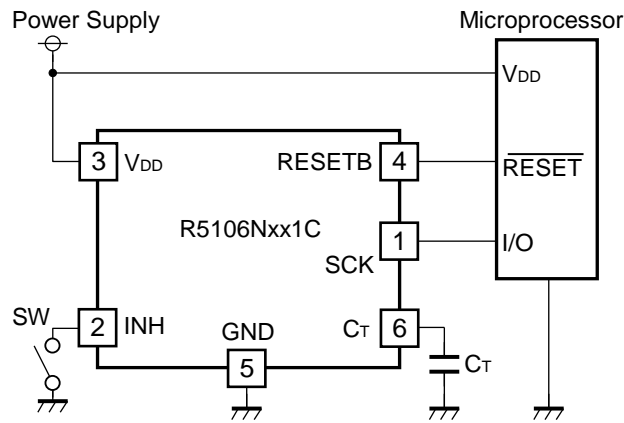 Power Supply
Microprocessor
VDD
3
VDD
RESETB
4
RESET
R5106Nxx1C
1
SCK
I/O
SW
2
INH
GND
5
CT
6
CT